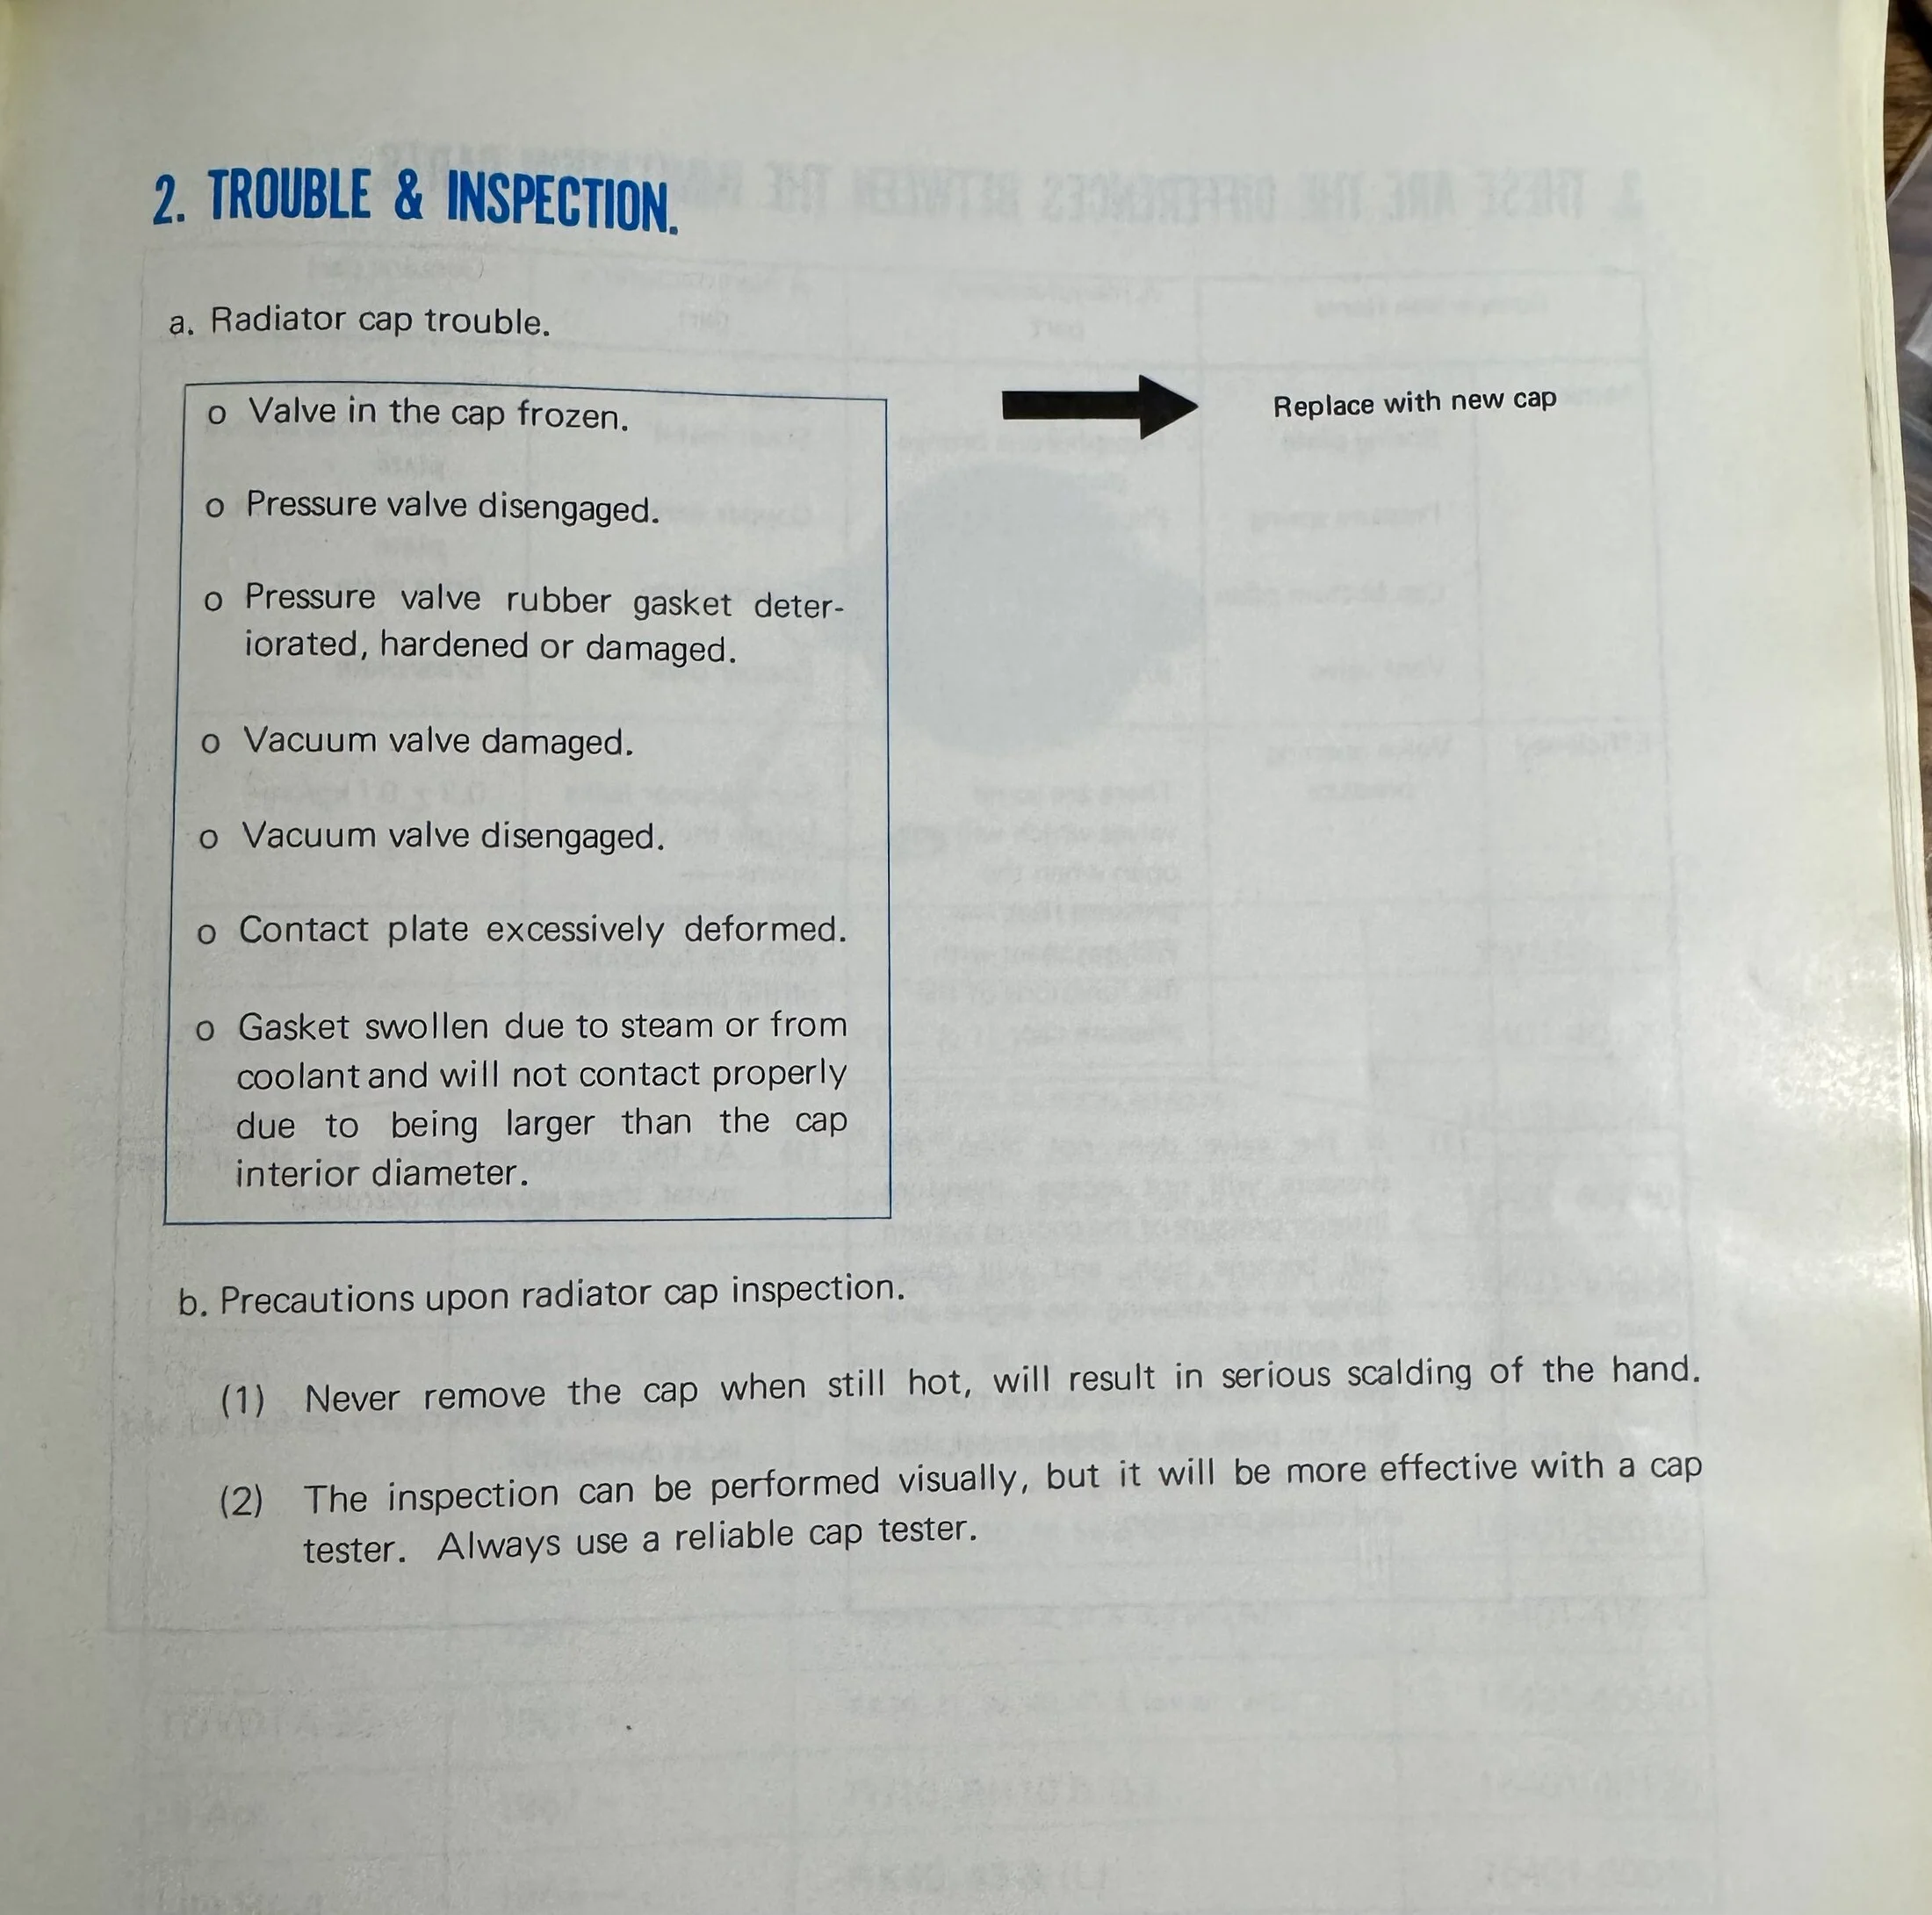 2. TROUBLE & INSPECTION.
a. Radiator cap trouble.
o Valve in the cap frozen.
Replace with new cap
o Pressure valve disengaged.
o Pressure valve rubber gasket deter-
iorated, hardened or damaged.
o Vacuum valve damaged.
o Vacuum valve disengaged.
o Contact plate excessively deformed.
o Gasket swollen due to steam or from
coolant and will not contact properly
due to being larger than the cap
interior diameter.
b. Precautions upon radiator cap inspection.
(1) Never remove the cap when still hot, will result in serious scalding of the hand.
(2) The inspection can be performed visually, but it will be more effective with a cap
tester. Always use a reliable cap tester.